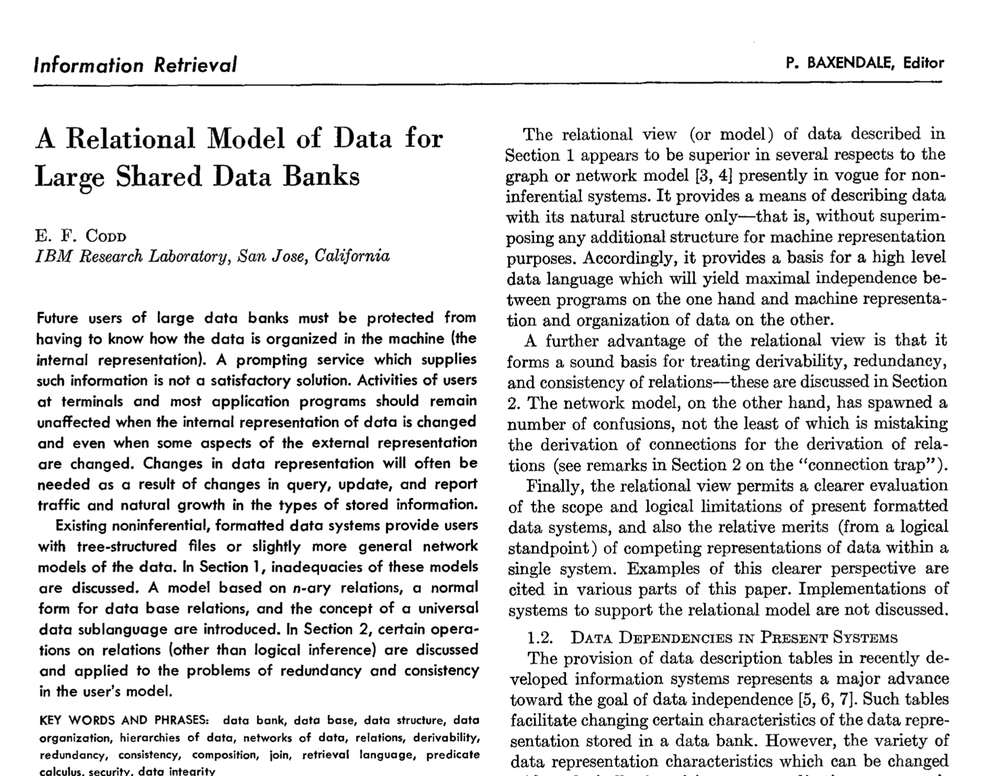 Information Retrieval
P. BAXENDALE, Editor
A Relational Model of Data for
Large Shared Data Banks
E. F. CODD
IBM Research Laboratory, San Jose, California
Future users of large data banks must be protected from
having to know how the data is organized in the machine (the
internal representation). A prompting service which supplies
such information is not a satisfactory solution. Activities of users
at terminals and most application programs should remain
unaffected when the internal representation of data is changed
and even when some aspects of the external representation
are changed. Changes in data representation will often be
needed as a result of changes in query, update, and report
traffic and natural growth in the types of stored information.
Existing noninferential, formatted data systems provide users
with tree-structured files or slightly more general network
models of the data. In Section 1, inadequacies of these models
are discussed. A model based on n-ary relations, a normal
form for data base relations, and the concept of a universal
data sublanguage are introduced. In Section 2, certain opera-
tions on relations (other than logical inference) are discussed
and applied to the problems of redundancy and consistency
in the user's model.
KEY WORDS AND PHRASES: data bank, data base, data structure, data
organization, hierarchies of data, networks of data, relations, derivability,
redundancy, consistency, composition, join, retrieval language, predicate
calculus, security, data integrity
The relational view (or model) of data described in
Section 1 appears to be superior in several respects to the
graph or network model [3, 4] presently in vogue for non-
inferential systems. It provides a means of describing data
with its natural structure only—that is, without superim-
posing any additional structure for machine representation
purposes. Accordingly, it provides a basis for a high level
data language which will yield maximal independence be-
tween programs on the one hand and machine representa-
tion and organization of data on the other.
A further advantage of the relational view is that it
forms a sound basis for treating derivability, redundancy,
and consistency of relations—these are discussed in Section
2. The network model, on the other hand, has spawned a
number of confusions, not the least of which is mistaking
the derivation of connections for the derivation of rela-
tions (see remarks in Section 2 on the “connection trap”).
Finally, the relational view permits a clearer evaluation
of the scope and logical limitations of present formatted
data systems, and also the relative merits (from a logical
standpoint) of competing representations of data within a
single system. Examples of this clearer perspective are
cited in various parts of this paper. Implementations of
systems to support the relational model are not discussed.
1.2. DATA DEPENDENCIES IN PRESENT SYSTEMS
The provision of data description tables in recently de-
veloped information systems represents a major advance
toward the goal of data independence [5, 6, 7]. Such tables
facilitate changing certain characteristics of the data repre-
sentation stored in a data bank. However, the variety of
data representation characteristics which can be changed